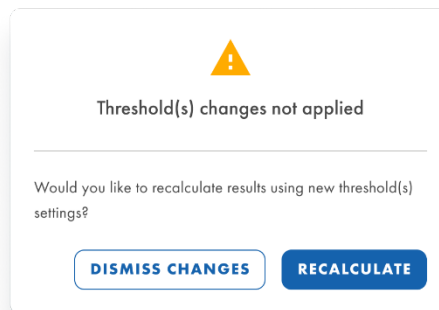 Threshold(s) changes not applied
Would you like to recalculate results using new threshold(s)
settings?
DISMISS CHANGES
RECALCULATE